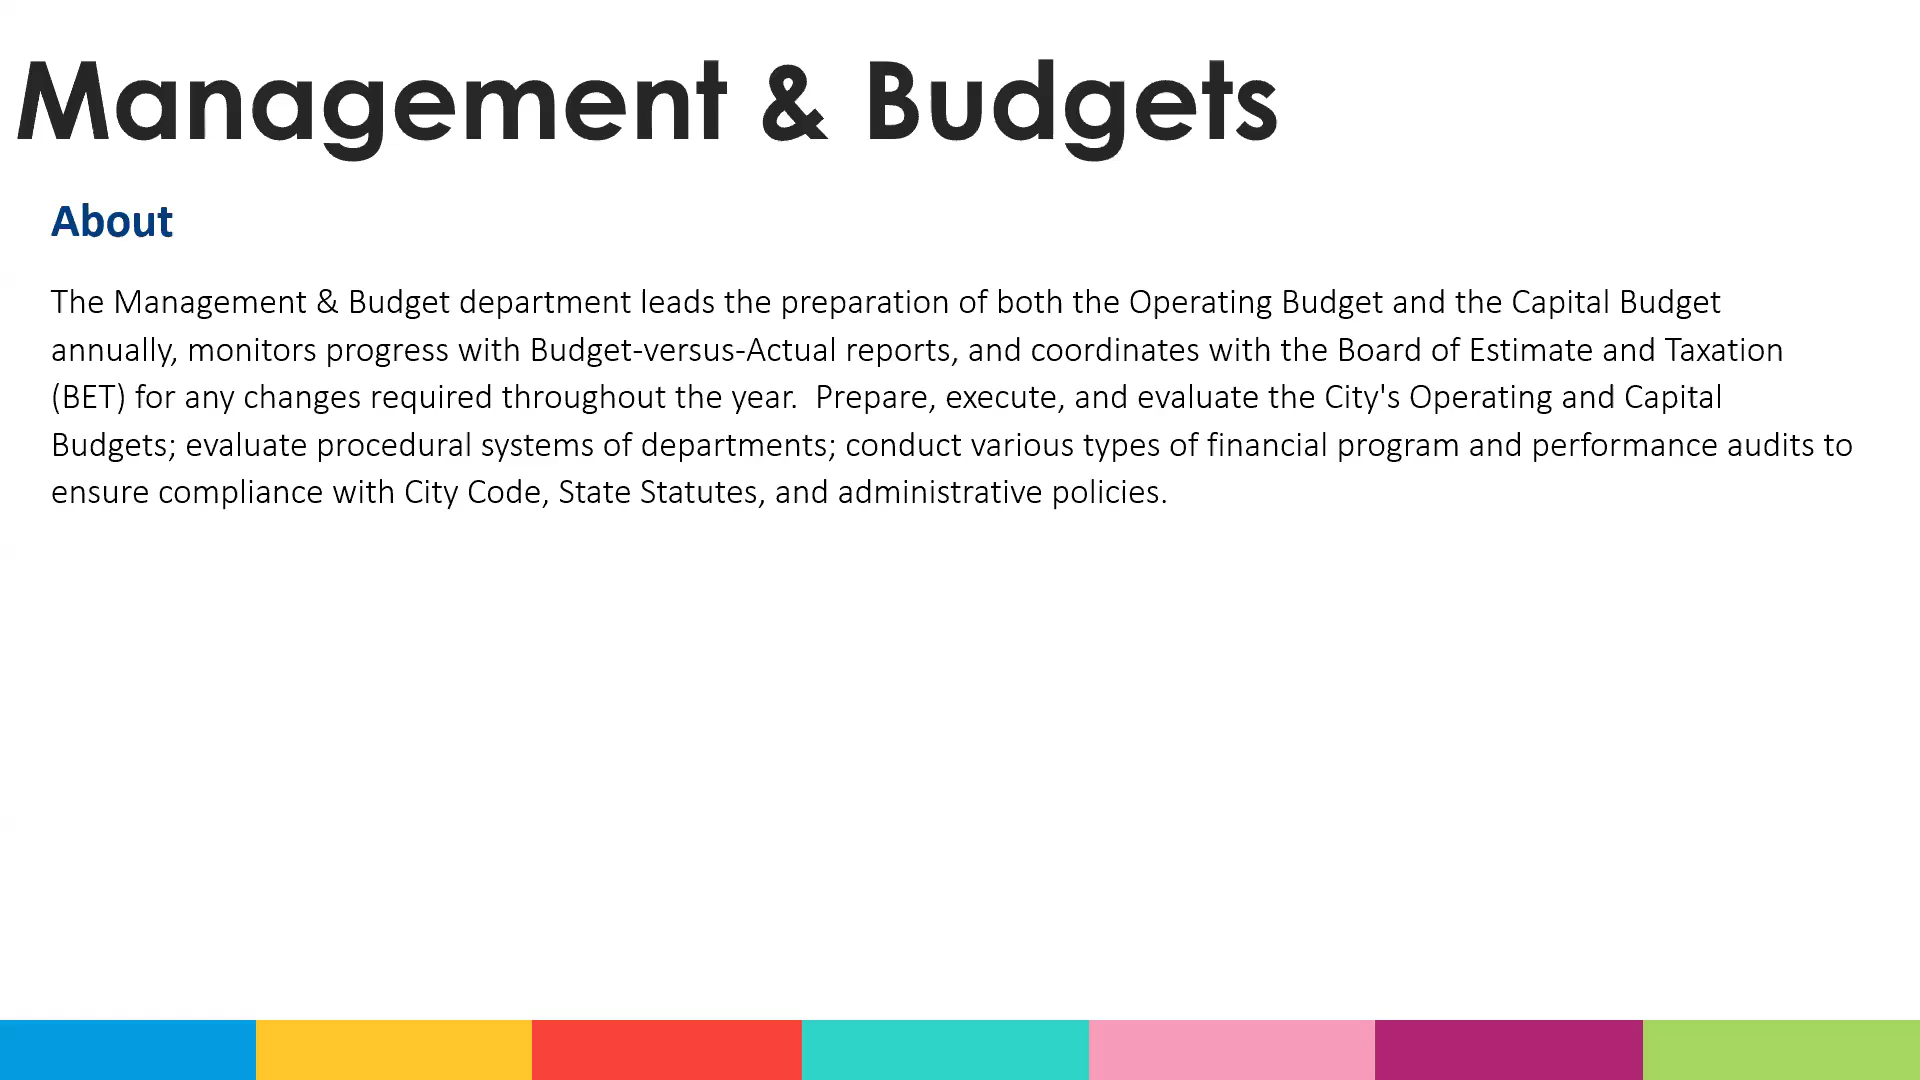 Management & Budgets
About
The Management & Budget department leads the preparation of both the Operating Budget and the Capital Budget
annually, monitors progress with Budget-versus-Actual reports, and coordinates with the Board of Estimate and Taxation
(BET) for any changes required throughout the year.  Prepare, execute, and evaluate the City's Operating and Capital
Budgets; evaluate procedural systems of departments; conduct various types of financial program and performance audits to
ensure compliance with City Code, State Statutes, and administrative policies.